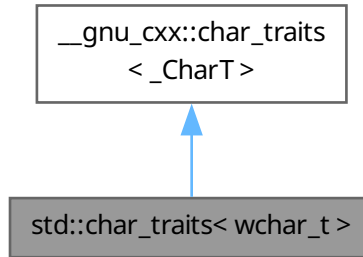 __gnu_cxx::char_traits
< _CharT >
std::char_traits< wchar_t >